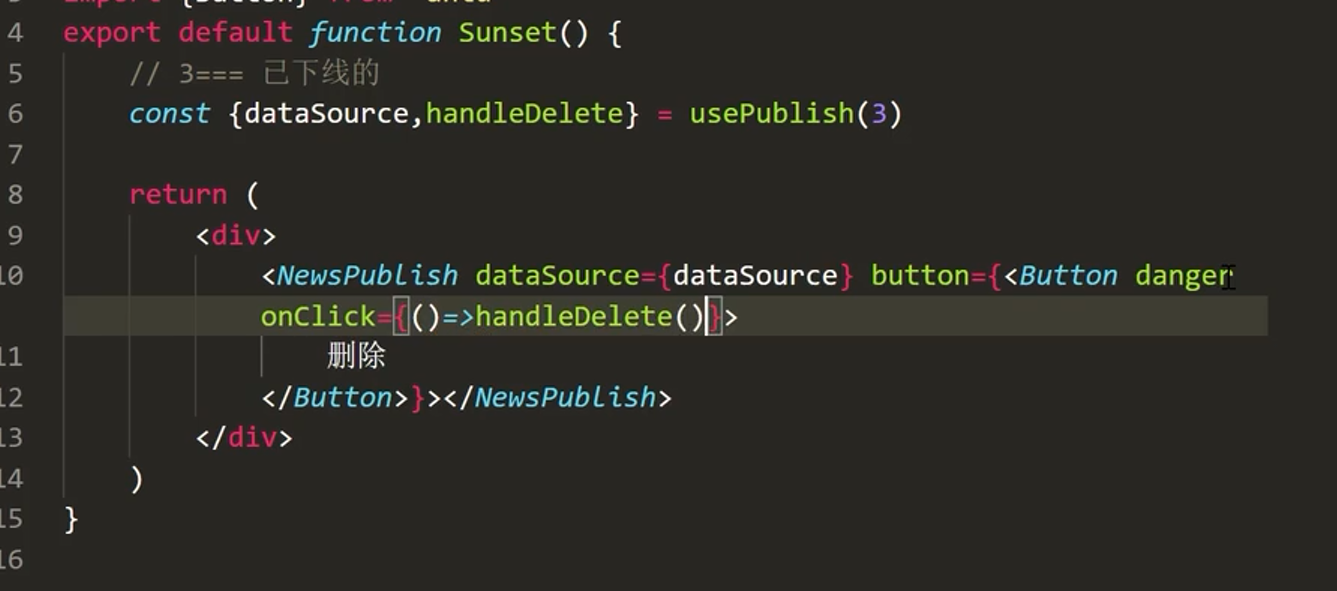 4 export default function Sunset() {
5 // 3=== 已下线的
6 const {dataSource,handleDelete} = usePublish(3)
7
8 return (
9 <div>
10 <NewsPublish dataSource={dataSource} button={<Button danger
onClick={()=>handleDelete()}>
11 删除
12 </Button>}></NewsPublish>
13 </div>
14 )
15 }
16